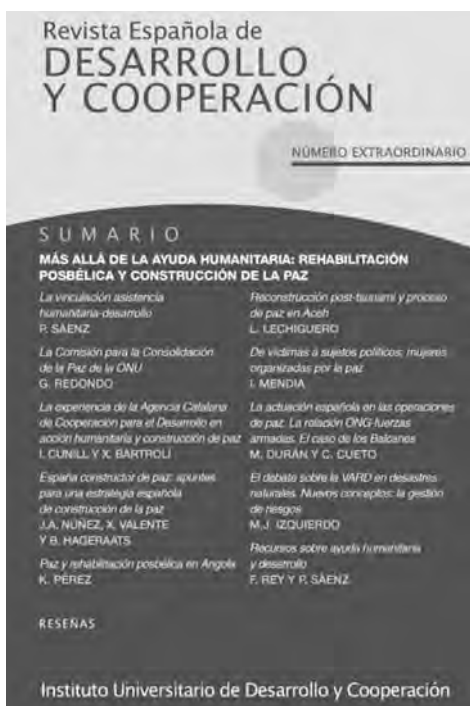 Revista Española de
DESARROLLO
Y COOPERACIÓN
NÚMERO EXTRAORDINARIO
SUMARIO
MÁS ALLÁ DE LA AYUDA HUMANITARIA: REHABILITACIÓN
POSBÉLICA Y CONSTRUCCIÓN DE LA PAZ
La vinculación asistencia
humanitaria-desarrollo
P. SÁENZ
La Comisión para la Consolidación
de la Paz de la ONU
G. REDONDO
La experiencia de la Agencia Catalana
de Cooperación para el Desarrollo en
acción humanitaria y construcción de paz
I. CUNILL Y X. BARTROLÍ
España constructor de paz: apuntes
para una estrategia española
de construcción de la paz
J.A. NÚÑEZ, X. VALENTE
Y B. HAGERAATS
Paz y rehabilitación posbélica en Angola
K. PÉREZ
Reconstrucción post-tsunami y proceso
de paz en Aceh
L. LECHIGUERO
De víctimas a sujetos políticos: mujeres
organizadas por la paz
I. MENDIA
La actuación española en las operaciones
de paz. La relación ONG-fuerzas
armadas. El caso de los Balcanes
M. DURÁN Y C. CUETO
El debate sobre la VARD en desastres
naturales. Nuevos conceptos: la gestión
de riesgos
M.J. IZQUIERDO
Recursos sobre ayuda humanitaria
y desarrollo
F. REY Y P. SÁENZ
RESEÑAS
Instituto Universitario de Desarrollo y Cooperación